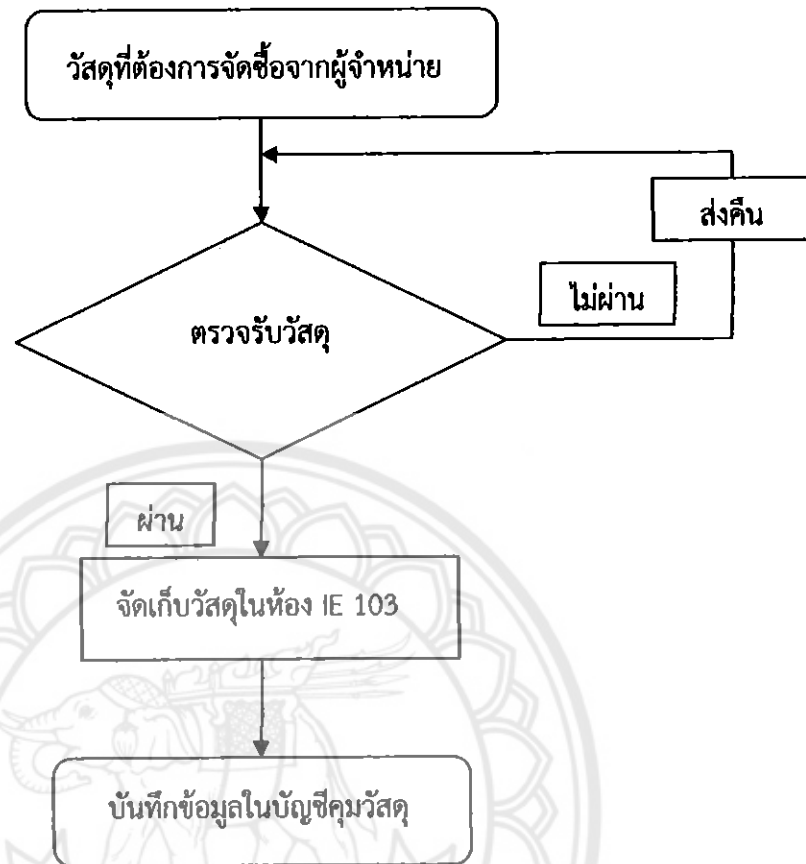 วัสดุที่ต้องการจัดซื้อจากผู้จำหน่าย
ส่งคืน
ไม่ผ่าน
ตรวจรับวัสดุ
ผ่าน
จัดเก็บวัสดุในห้อง IE 103
บันทึกข้อมูลในบัญชีคุมวัสดุ